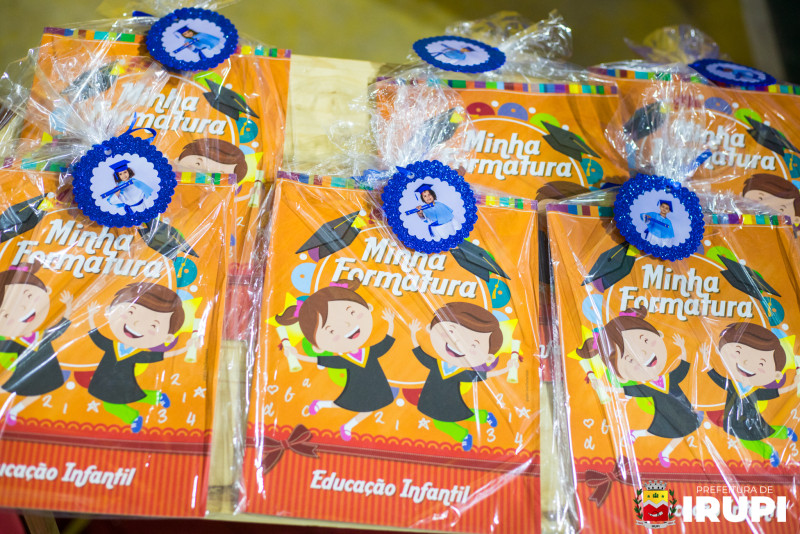 Minha
Formatura
Minha
Formatura
Minha
Formatura
Minha
Formatura
Educação Infantil
Minha
Formatura
Educação Infantil
Minha
Formatura
PREFEITURA DE
IRUPI